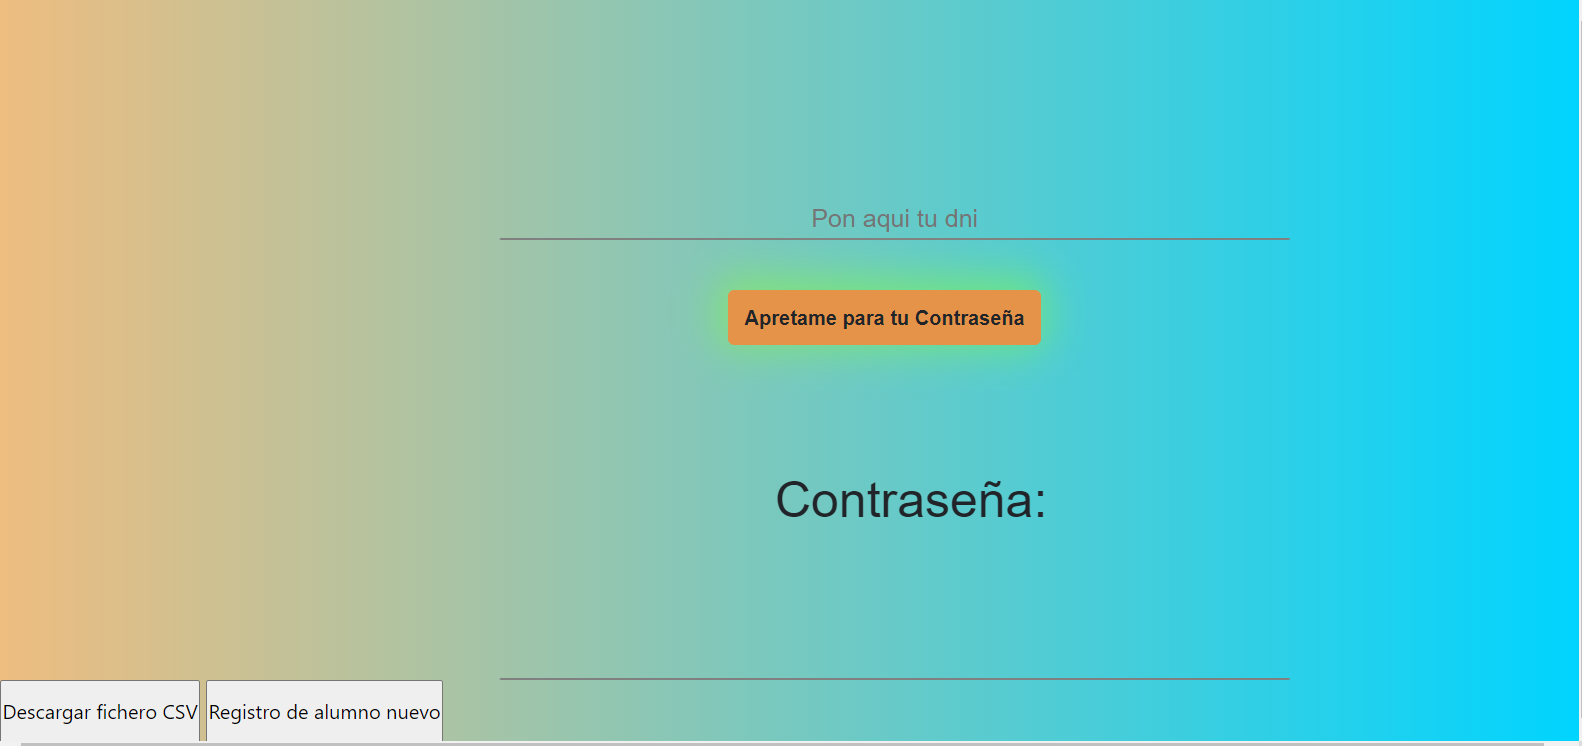 Pon aqui tu dni
Apretame para tu Contraseña
Contraseña:
Descargar fichero CSV
Registro de alumno nuevo